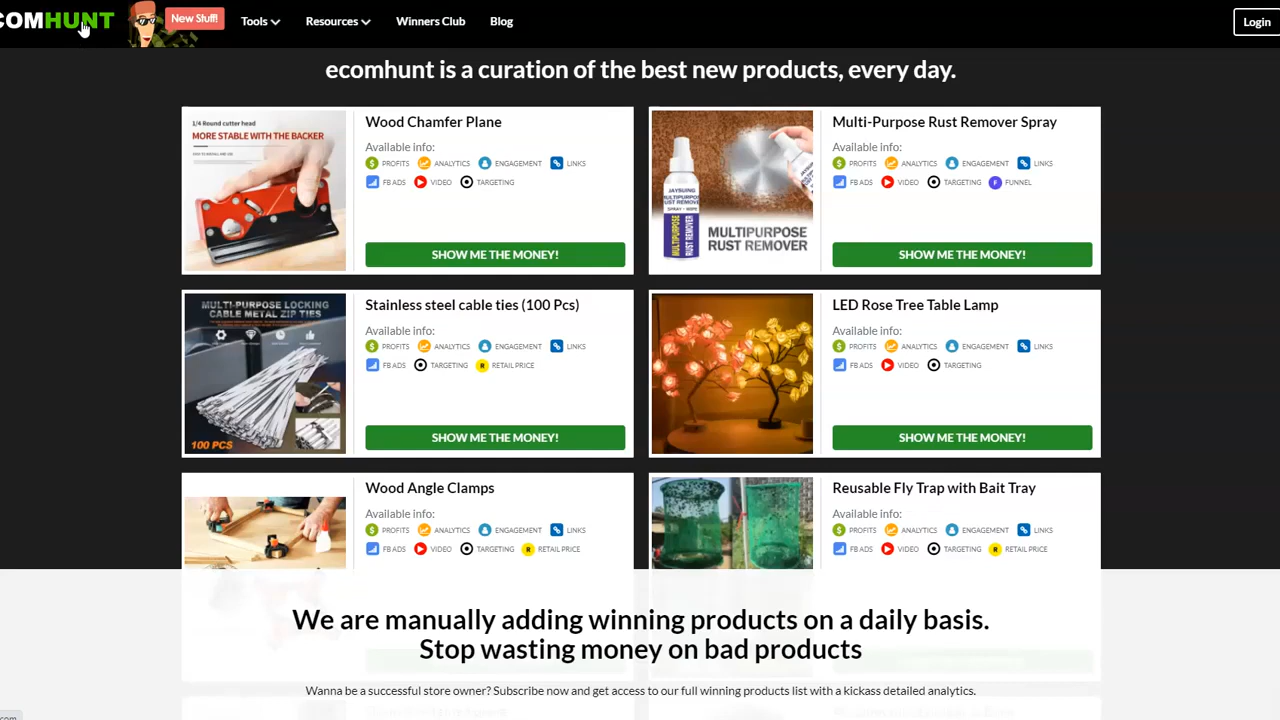 COMHUNT
New Stuff!
Tools
Resources
Winners Club
Blog
Login
ecomhunt is a curation of the best new products, every day.
1/4 Round cutter head
MORE STABLE WITH THE BACKER
Wood Chamfer Plane
Available info:
PROFITS ANALYTICS ENGAGEMENT LINKS
FB ADS VIDEO TARGETING
SHOW ME THE MONEY!
JAYSUING
MULTIPURPOSE
RUST REMOVER
SPRAY + WIPE
MULTIPURPOSE
RUST REMOVER
MULTIPURPOSE
RUST REMOVER
Multi-Purpose Rust Remover Spray
Available info:
PROFITS ANALYTICS ENGAGEMENT LINKS
FB ADS VIDEO TARGETING F FUNNEL
SHOW ME THE MONEY!
MULTI-PURPOSE LOCKING
CABLE METAL ZIP TIES
100 PCS
Stainless steel cable ties (100 Pcs)
Available info:
PROFITS ANALYTICS ENGAGEMENT LINKS
FB ADS TARGETING R RETAIL PRICE
SHOW ME THE MONEY!
LED Rose Tree Table Lamp
Available info:
PROFITS ANALYTICS ENGAGEMENT LINKS
FB ADS VIDEO TARGETING
SHOW ME THE MONEY!
Wood Angle Clamps
Available info:
PROFITS ANALYTICS ENGAGEMENT LINKS
FB ADS VIDEO TARGETING R RETAIL PRICE
Reusable Fly Trap with Bait Tray
Available info:
PROFITS ANALYTICS ENGAGEMENT LINKS
FB ADS VIDEO TARGETING R RETAIL PRICE
We are manually adding winning products on a daily basis.
Stop wasting money on bad products
Wanna be a successful store owner? Subscribe now and get access to our full winning products list with a kickass detailed analytics.